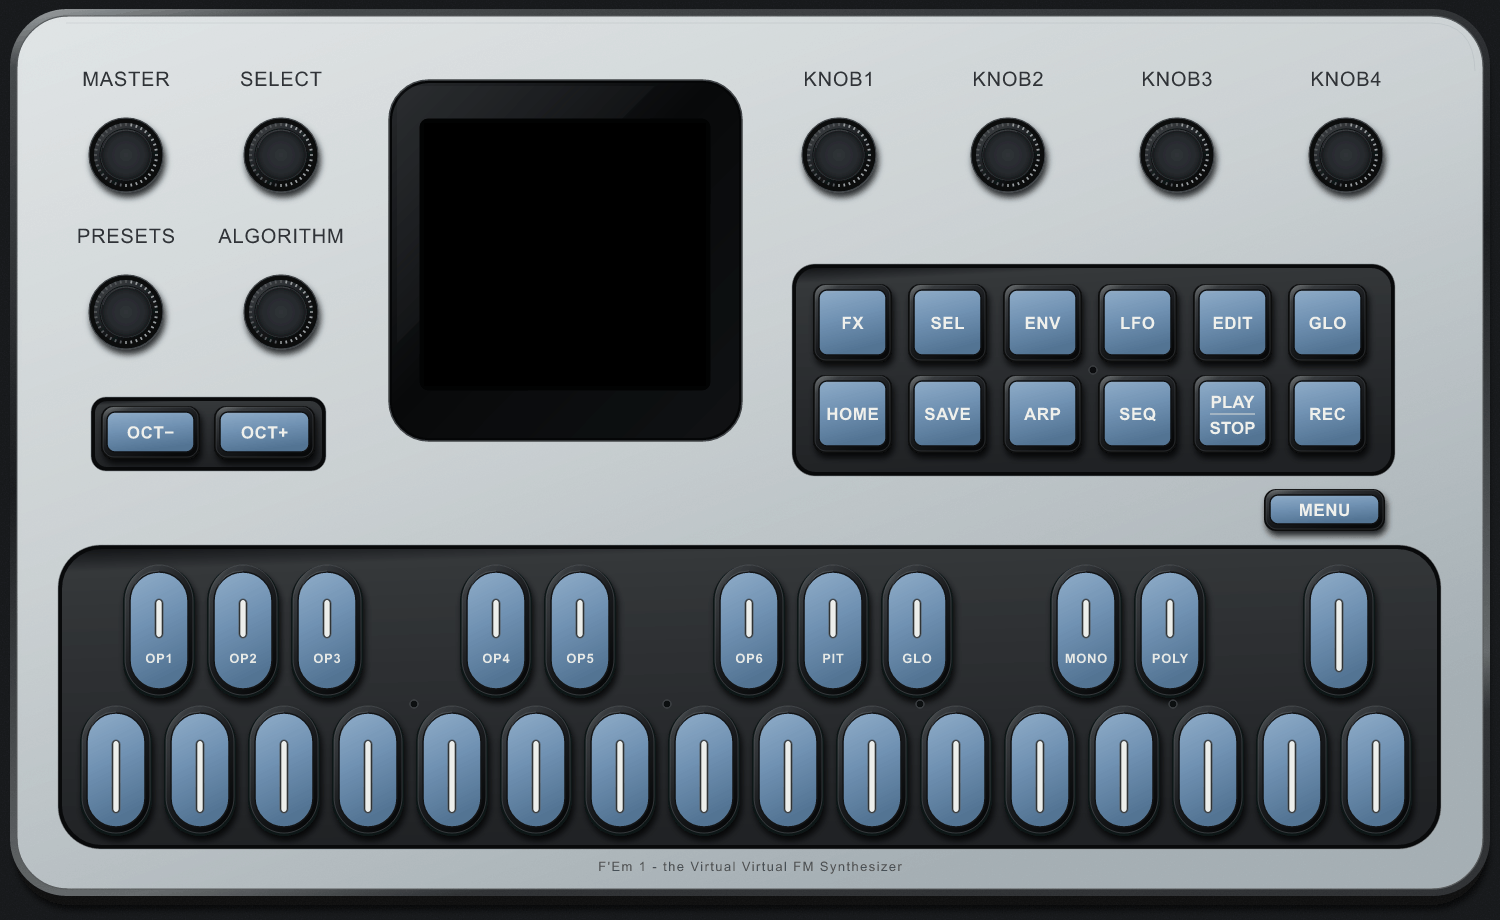 MASTER SELECT KNOB1 KNOB2 KNOB3 KNOB4
PRESETS ALGORITHM
FX SEL ENV LFO EDIT GLO
HOME SAVE ARP SEQ PLAY
STOP REC
OCT− OCT+
MENU
OP1 OP2 OP3 OP4 OP5 OP6 PIT GLO MONO POLY
F'Em 1 - the Virtual Virtual FM Synthesizer